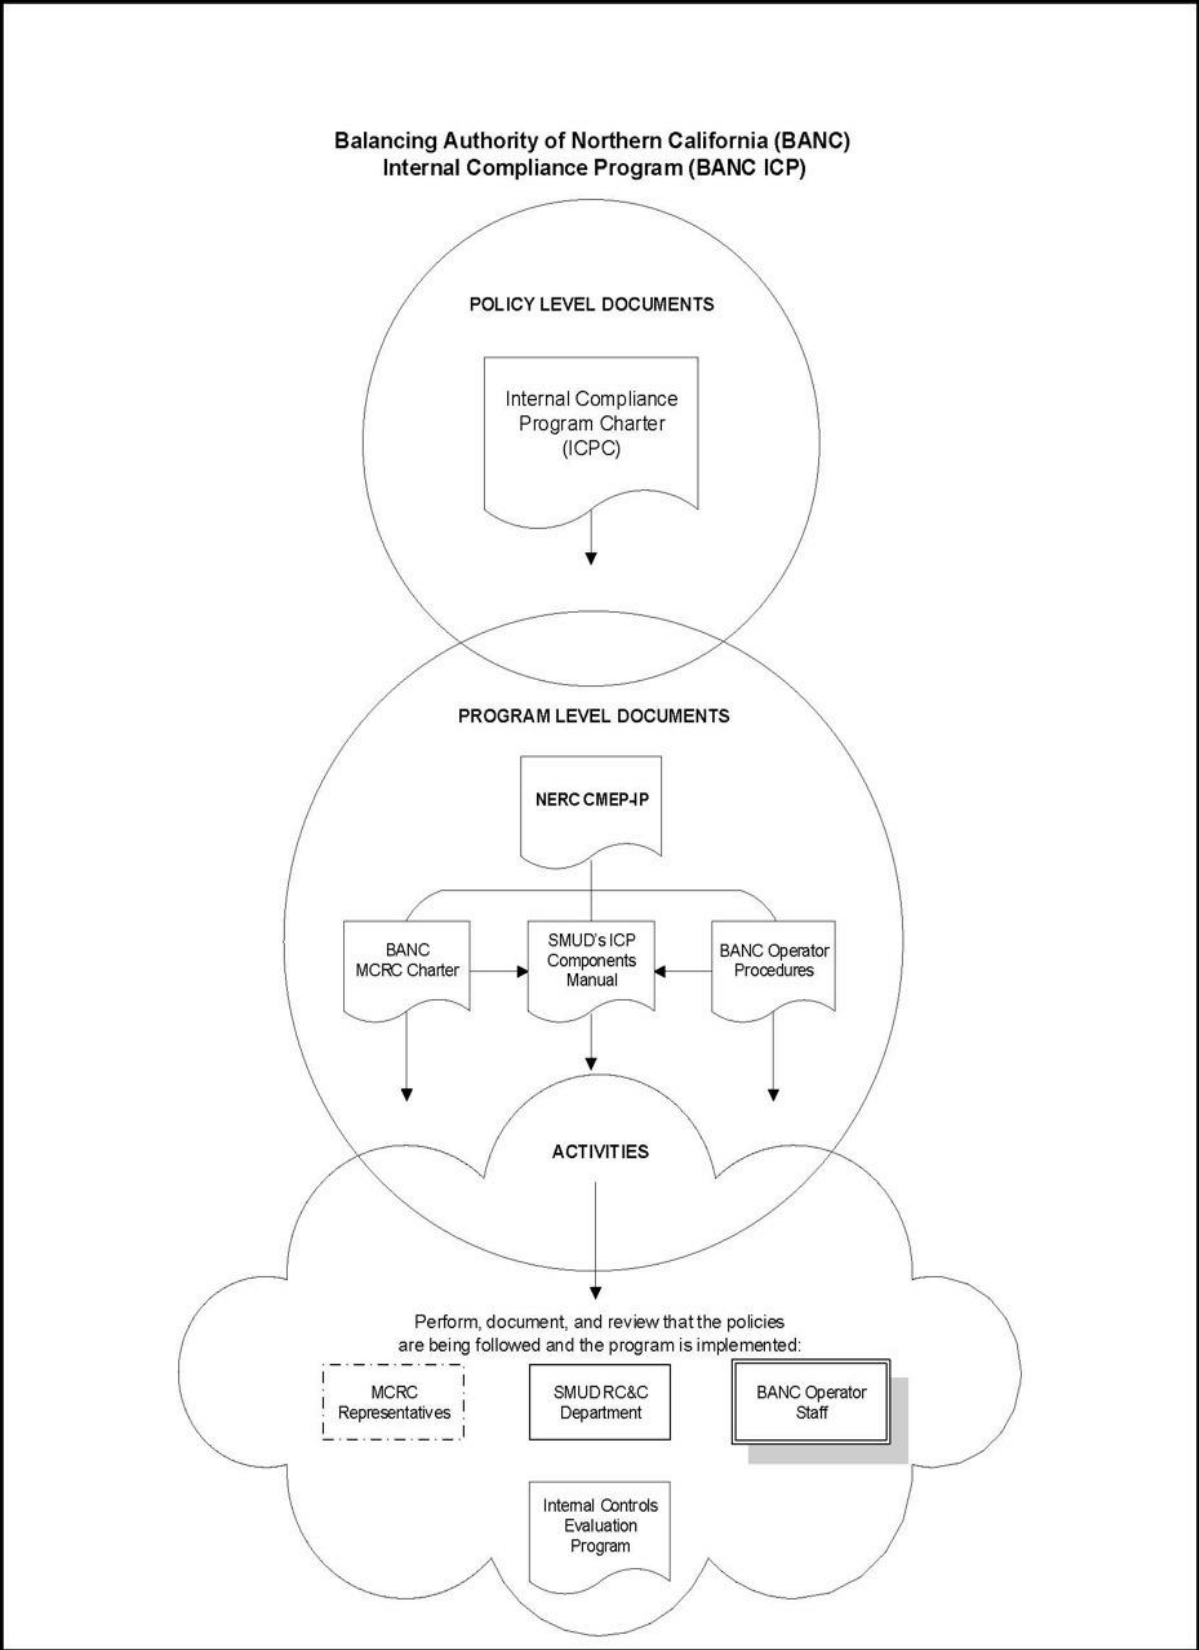 Balancing Authority of Northern California (BANC)
Internal Compliance Program (BANC ICP)
POLICY LEVEL DOCUMENTS
Internal Compliance
Program Charter
(ICPC)
PROGRAM LEVEL DOCUMENTS
NERC CMEP-IP
BANC
MCRC Charter
SMUD's ICP
Components
Manual
BANC Operator
Procedures
ACTIVITIES
Perform, document, and review that the policies
are being followed and the program is implemented:
MCRC
Representatives
SMUD RC&C
Department
BANC Operator
Staff
Internal Controls
Evaluation
Program